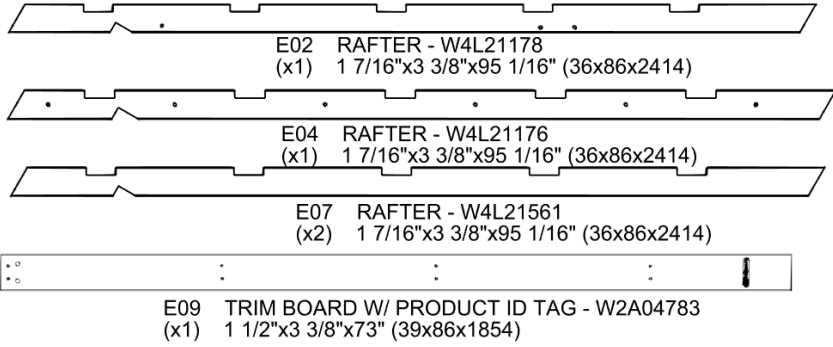 E02 RAFTER - W4L21178
(x1) 1 7/16"x3 3/8"x95 1/16" (36x86x2414)
E04 RAFTER - W4L21176
(x1) 1 7/16"x3 3/8"x95 1/16" (36x86x2414)
E07 RAFTER - W4L21561
(x2) 1 7/16"x3 3/8"x95 1/16" (36x86x2414)
E09 TRIM BOARD W/ PRODUCT ID TAG - W2A04783
(x1) 1 1/2"x3 3/8"x73" (39x86x1854)